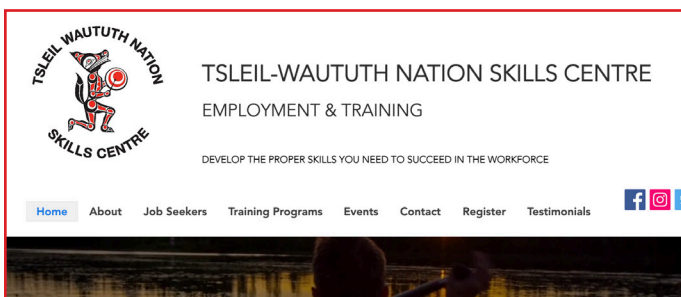 TSLEIL WAUTUTH NATION
SKILLS CENTRE
TSLEIL-WAUTUTH NATION SKILLS CENTRE
EMPLOYMENT & TRAINING
DEVELOP THE PROPER SKILLS YOU NEED TO SUCCEED IN THE WORKFORCE
Home About Job Seekers Training Programs Events Contact Register Testimonials